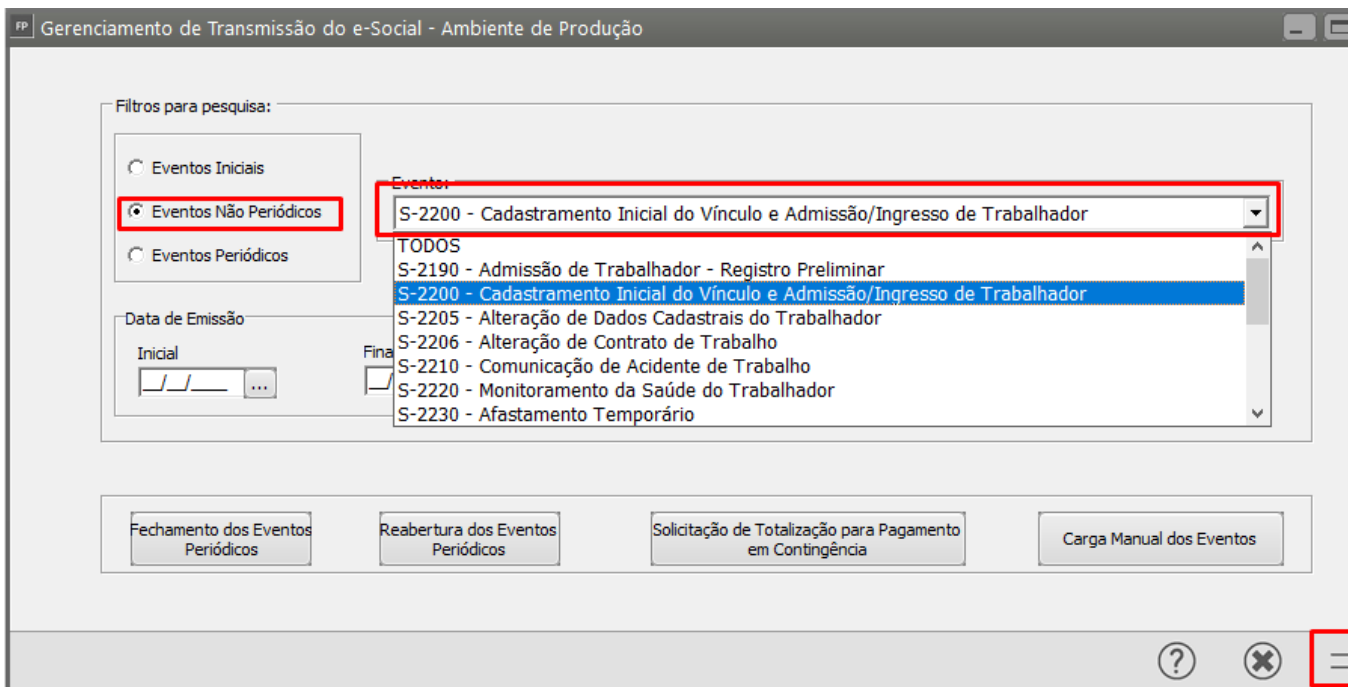 FP Gerenciamento de Transmissão do e-Social - Ambiente de Produção
Filtros para pesquisa:
Eventos Iniciais
Eventos Não Periódicos
Eventos Periódicos
Evento:
S-2200 - Cadastramento Inicial do Vínculo e Admissão/Ingresso de Trabalhador
TODOS
S-2190 - Admissão de Trabalhador - Registro Preliminar
S-2200 - Cadastramento Inicial do Vínculo e Admissão/Ingresso de Trabalhador
S-2205 - Alteração de Dados Cadastrais do Trabalhador
S-2206 - Alteração de Contrato de Trabalho
S-2210 - Comunicação de Acidente de Trabalho
S-2220 - Monitoramento da Saúde do Trabalhador
S-2230 - Afastamento Temporário
Data de Emissão
Inicial
Fina
__/__/____ ...
__/
Fechamento dos Eventos
Periódicos
Reabertura dos Eventos
Periódicos
Solicitação de Totalização para Pagamento
em Contingência
Carga Manual dos Eventos
?